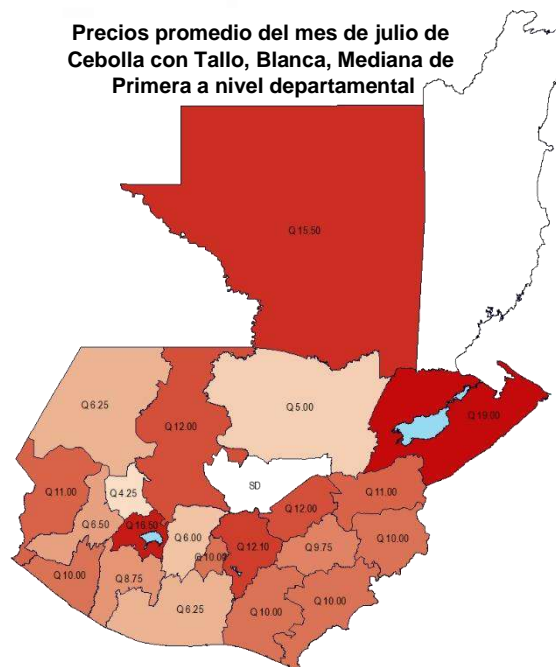 Precios promedio del mes de julio de
Cebolla con Tallo, Blanca, Mediana de
Primera a nivel departamental
Q 15.50
Q 6.25
Q 12.00
Q 5.00
Q 19.00
Q 11.00
Q 4.25
SD
Q 11.00
Q 6.50
Q 16.50
Q 6.00
Q 12.00
Q 12.10
Q 10.00
Q 9.75
Q 10.00
Q 10.00
Q 8.75
Q 6.25
Q 10.00
Q 10.00